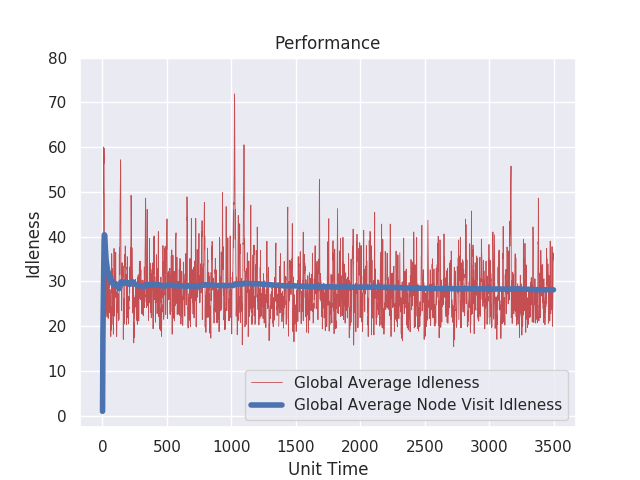 Performance
80
70
60
50
40
30
20
10
0
Idleness
Global Average Idleness
Global Average Node Visit Idleness
0 500 1000 1500 2000 2500 3000 3500
Unit Time